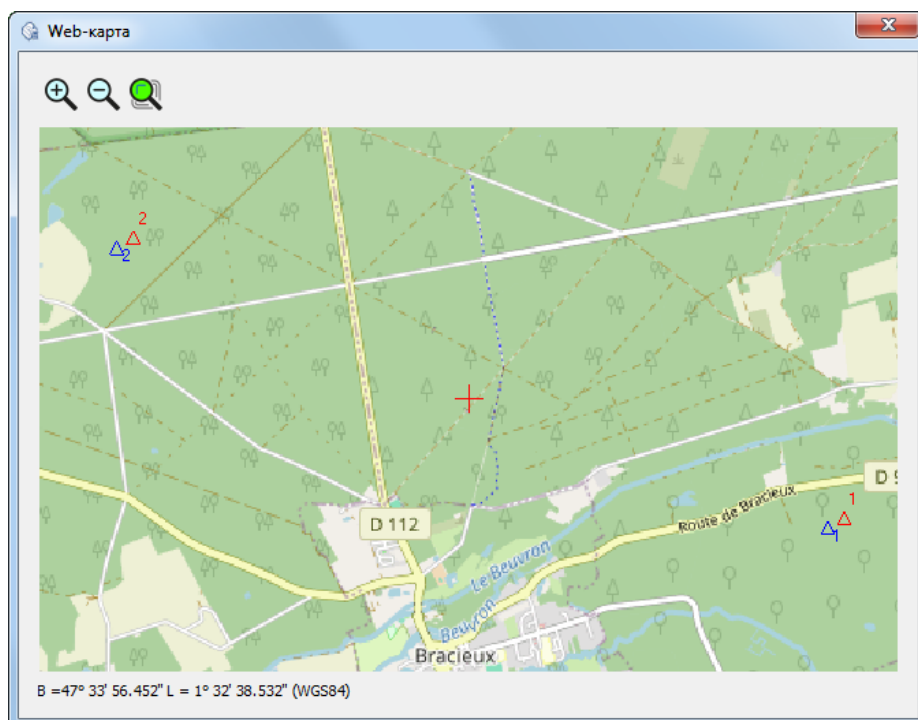 Web-карта
2
2
1
1
D 9
Route de Bracieux
D 112
Le Beuvron
Beuvron
Bracieux
B =47° 33' 56.452" L = 1° 32' 38.532" (WGS84)